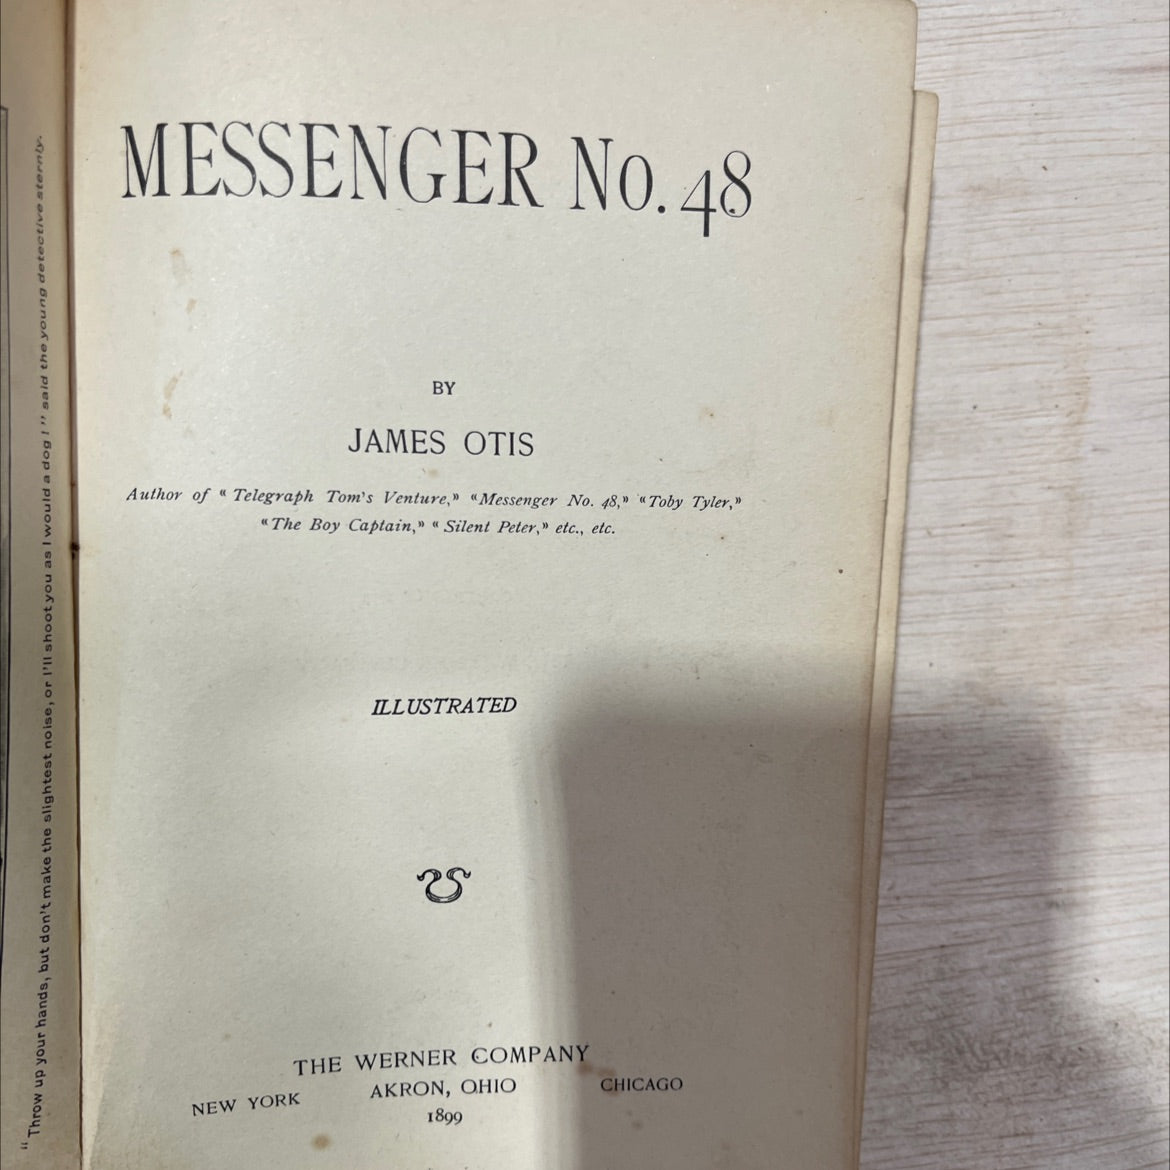 "Throw up your hands, but don't make the slightest noise, or I'll shoot you as I would a dog!" said the young detective sternly.
MESSENGER No. 48
BY
JAMES OTIS
Author of "Telegraph Tom's Venture," "Messenger No. 48," "Toby Tyler,"
"The Boy Captain," "Silent Peter," etc., etc.
ILLUSTRATED
THE WERNER COMPANY
NEW YORK AKRON, OHIO CHICAGO
1899